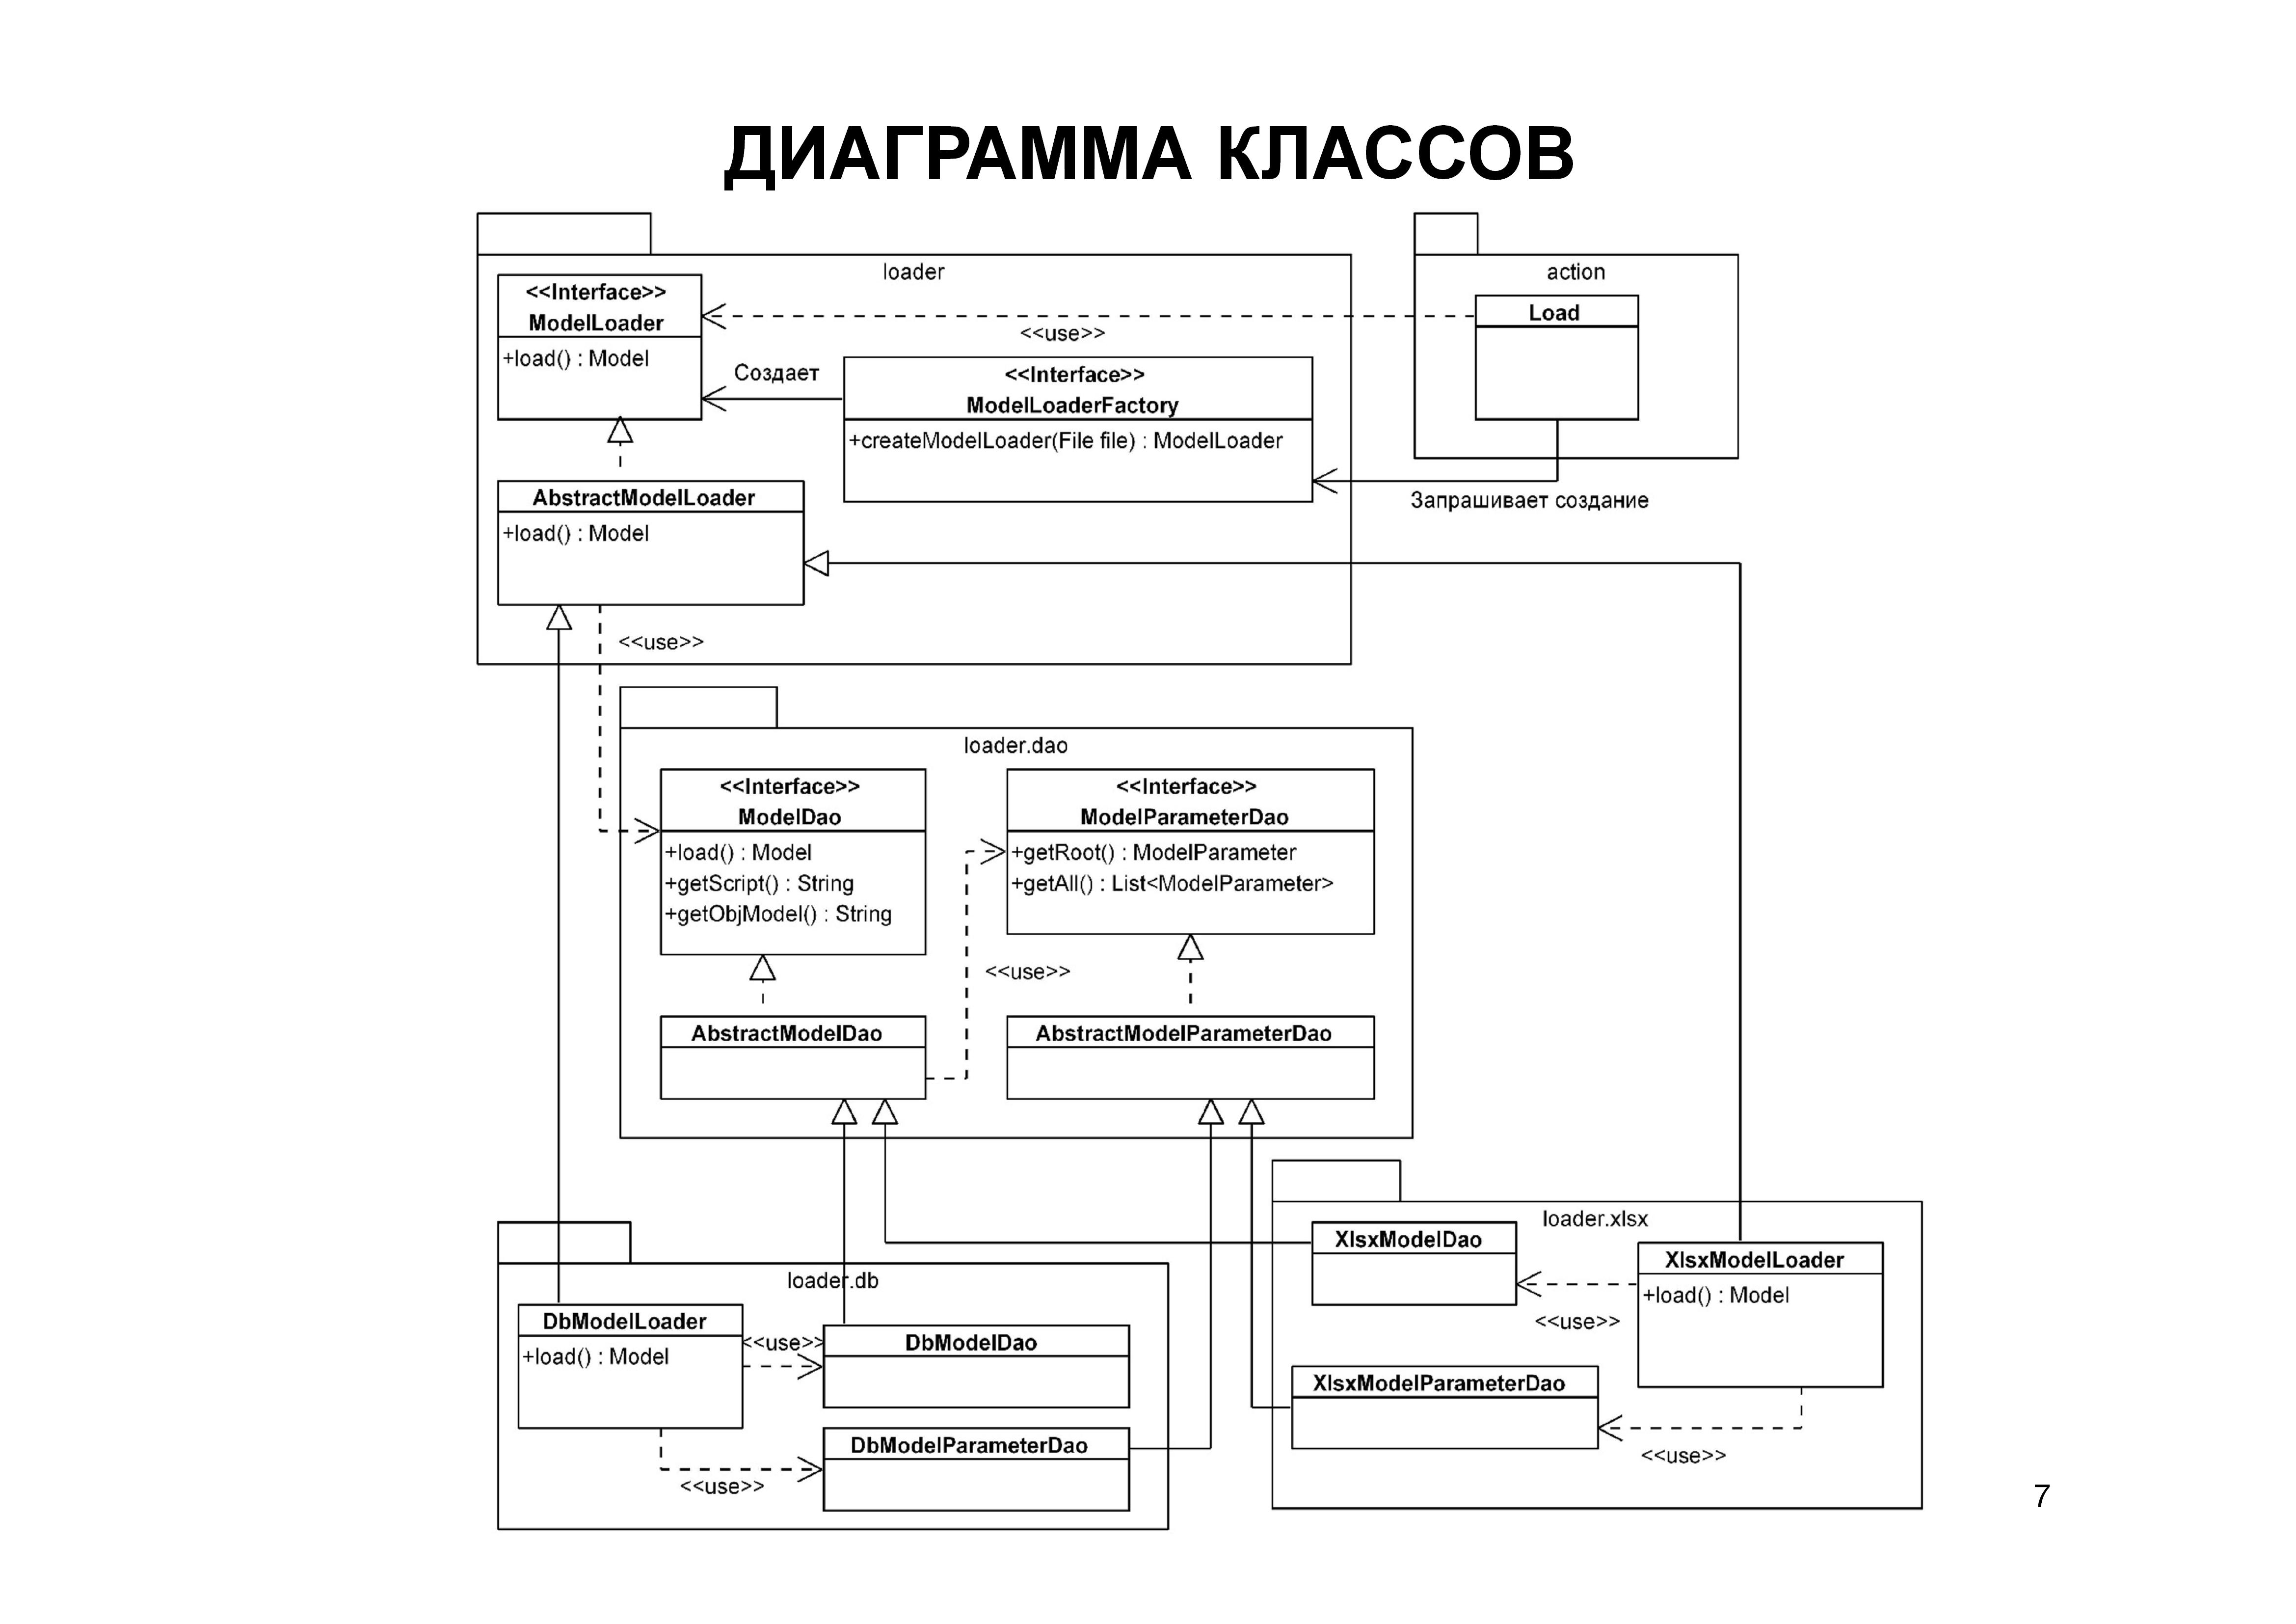 ДИАГРАММА КЛАССОВ
loader
<<Interface>>
ModelLoader
+load() : Model
<<use>>
Создает
<<Interface>>
ModelLoaderFactory
+createModelLoader(File file) : ModelLoader
action
Load
Запрашивает создание
AbstractModelLoader
+load() : Model
<<use>>
loader.dao
<<Interface>>
ModelDao
+load() : Model
+getScript() : String
+getObjModel() : String
<<Interface>>
ModelParameterDao
+getRoot() : ModelParameter
+getAll() : List<ModelParameter>
<<use>>
AbstractModelDao
AbstractModelParameterDao
loader.db
DbModelLoader
+load() : Model
<<use>>
DbModelDao
DbModelParameterDao
<<use>>
loader.xlsx
XlsxModelDao
XlsxModelLoader
+load() : Model
<<use>>
XlsxModelParameterDao
<<use>>
7